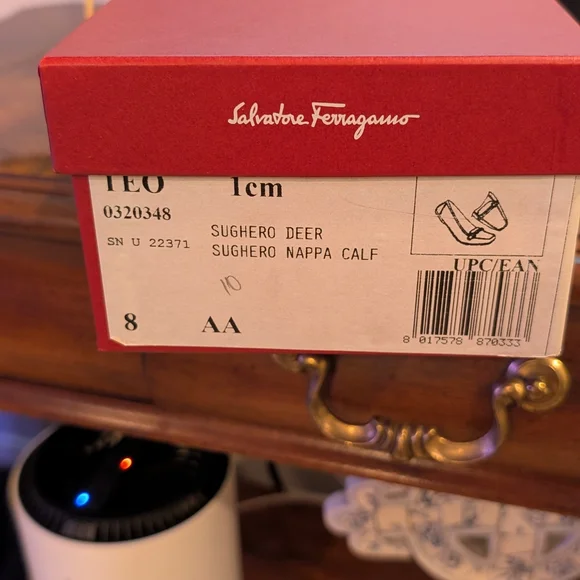 Salvatore Ferragamo
TEO 1cm
0320348
SN U 22371
SUGHERO DEER
SUGHERO NAPPA CALF
UPC/EAN
10
8 AA
8 017578 870333